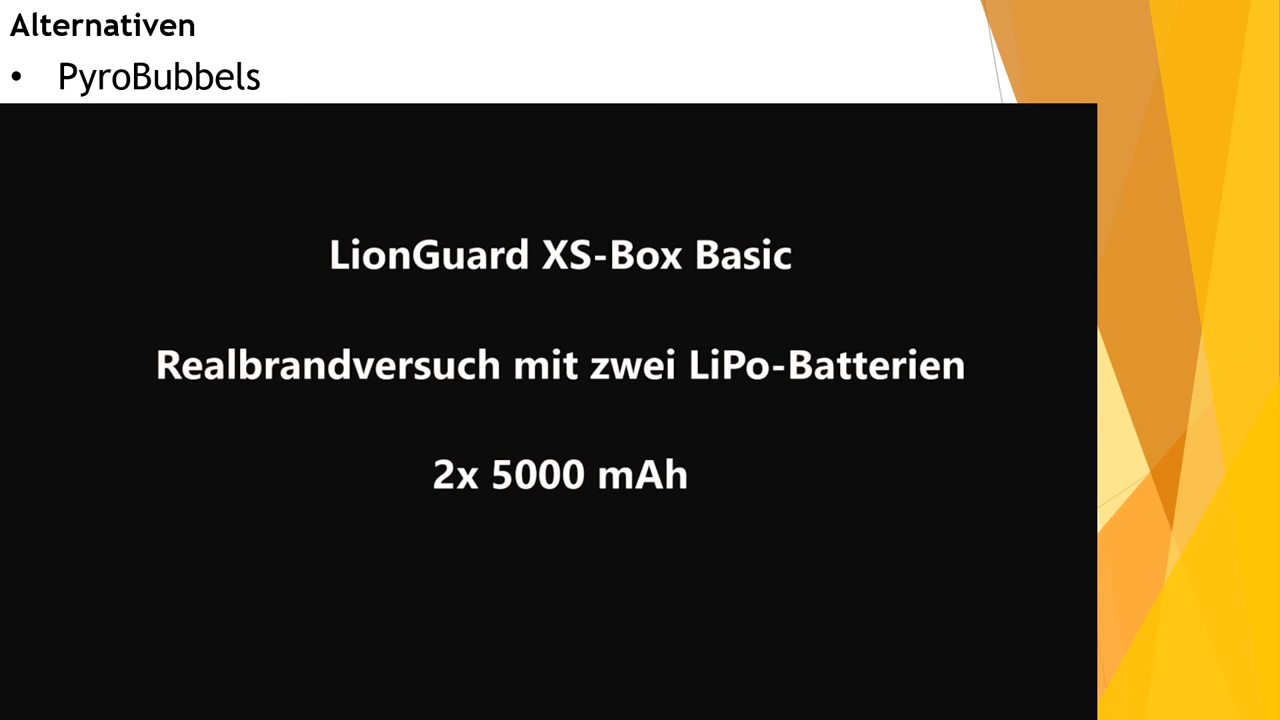 Alternativen
• PyroBubbels
LionGuard XS-Box Basic
Realbrandversuch mit zwei LiPo-Batterien
2x 5000 mAh